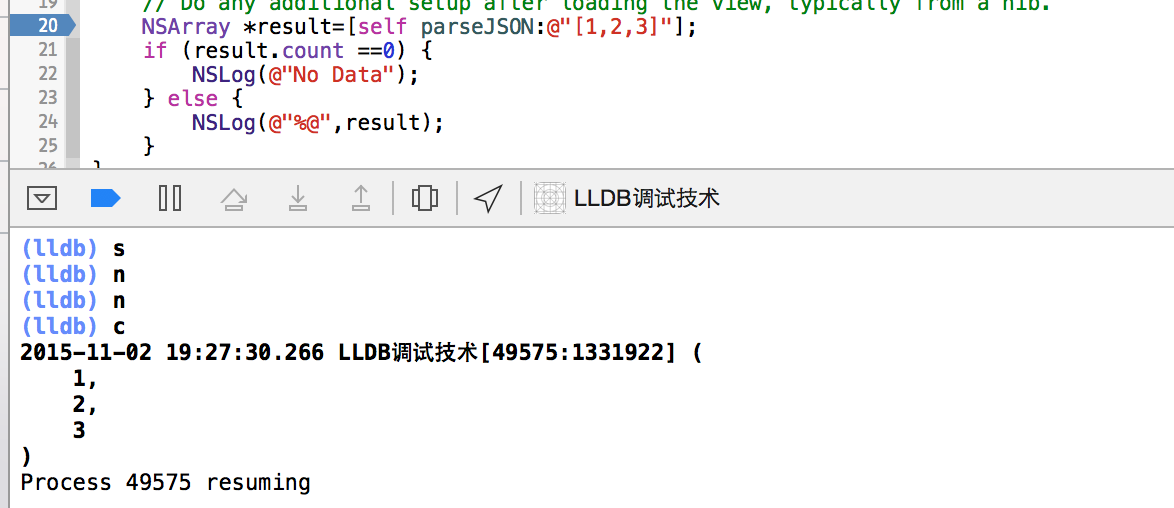 19 // Do any additional setup after loading the view, typically from a nib.
20 NSArray *result=[self parseJSON:@"[1,2,3]"];
21 if (result.count ==0) {
22 NSLog(@"No Data");
23 } else {
24 NSLog(@"%@",result);
25 }
26 }
LLDB调试技术
(lldb) s
(lldb) n
(lldb) n
(lldb) c
2015-11-02 19:27:30.266 LLDB调试技术[49575:1331922] (
1,
2,
3
)
Process 49575 resuming